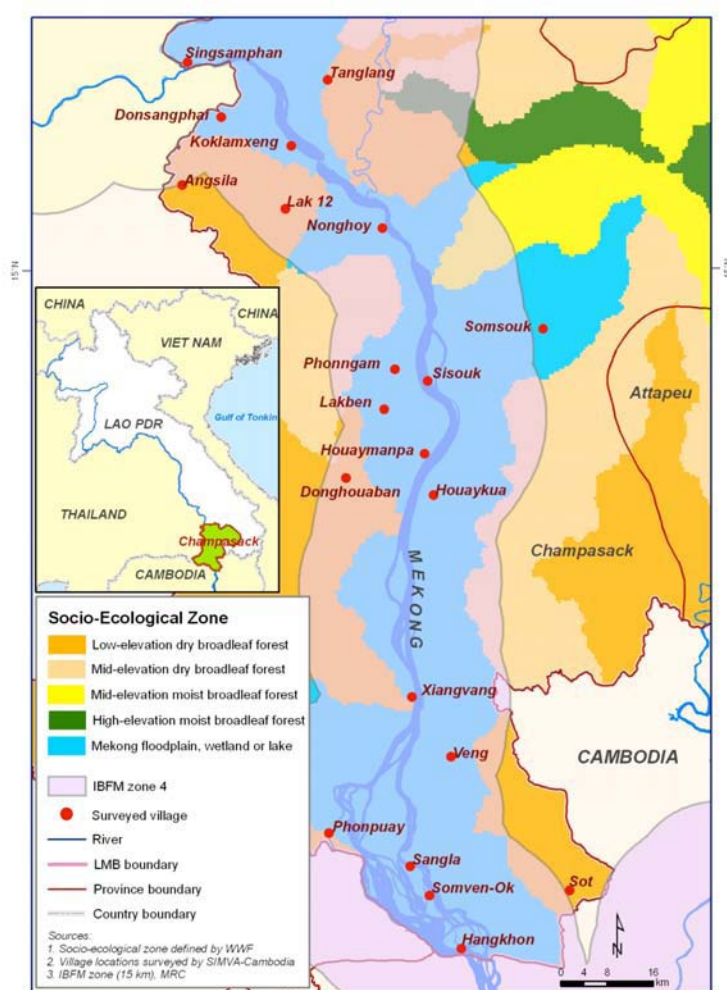 Singsamphan
Tanglang
Donsangphai
Koklamxeng
Angsila
Lak 12
Nonghoy
15°N
15°N
CHINA
CHINA
VIET NAM
Gulf of Tonkin
LAO PDR
THAILAND
Champasack
CAMBODIA
Somsouk
Phonngam
Sisouk
Attapeu
Lakben
Houaymanpa
Donghouaban
Houaykua
Champasack
MEKONG
Xiangvang
Veng
CAMBODIA
Phonpuay
Sangla
Somven-Ok
Sot
Hangkhon
Socio-Ecological Zone
Low-elevation dry broadleaf forest
Mid-elevation dry broadleaf forest
Mid-elevation moist broadleaf forest
High-elevation moist broadleaf forest
Mekong floodplain, wetland or lake
IBFM zone 4
Surveyed village
River
LMB boundary
Province boundary
Country boundary
Sources:
1. Socio-ecological zone defined by WWF
2. Village locations surveyed by SIMVA-Cambodia
3. IBFM zone (15 km), MRC
N
0 4 8 16
km